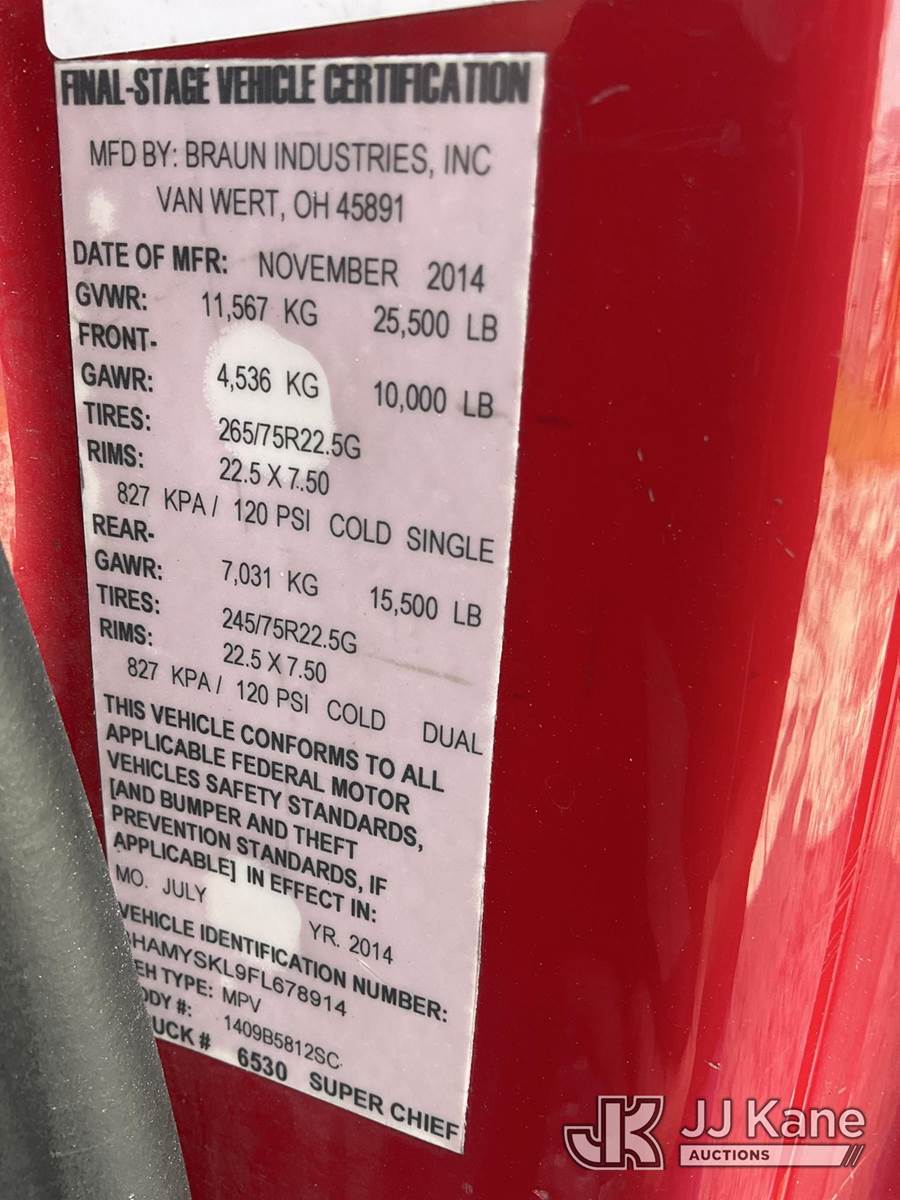 FINAL-STAGE VEHICLE CERTIFICATION
MFD BY: BRAUN INDUSTRIES, INC
VAN WERT, OH 45891
DATE OF MFR: NOVEMBER 2014
GVWR: 11,567 KG 25,500 LB
FRONT-
GAWR: 4,536 KG 10,000 LB
TIRES: 265/75R22.5G
RIMS: 22.5 X 7.50
827 KPA / 120 PSI COLD SINGLE
REAR-
GAWR: 7,031 KG 15,500 LB
TIRES: 245/75R22.5G
RIMS: 22.5 X 7.50
827 KPA / 120 PSI COLD DUAL
THIS VEHICLE CONFORMS TO ALL
APPLICABLE FEDERAL MOTOR
VEHICLES SAFETY STANDARDS,
[AND BUMPER AND THEFT
PREVENTION STANDARDS, IF
APPLICABLE] IN EFFECT IN:
MO. JULY YR. 2014
VEHICLE IDENTIFICATION NUMBER:
HAMYSKL9FL678914
EH TYPE: MPV
ODY #: 1409B5812SC
UCK # 6530 SUPER CHIEF
JK JJ Kane
AUCTIONS